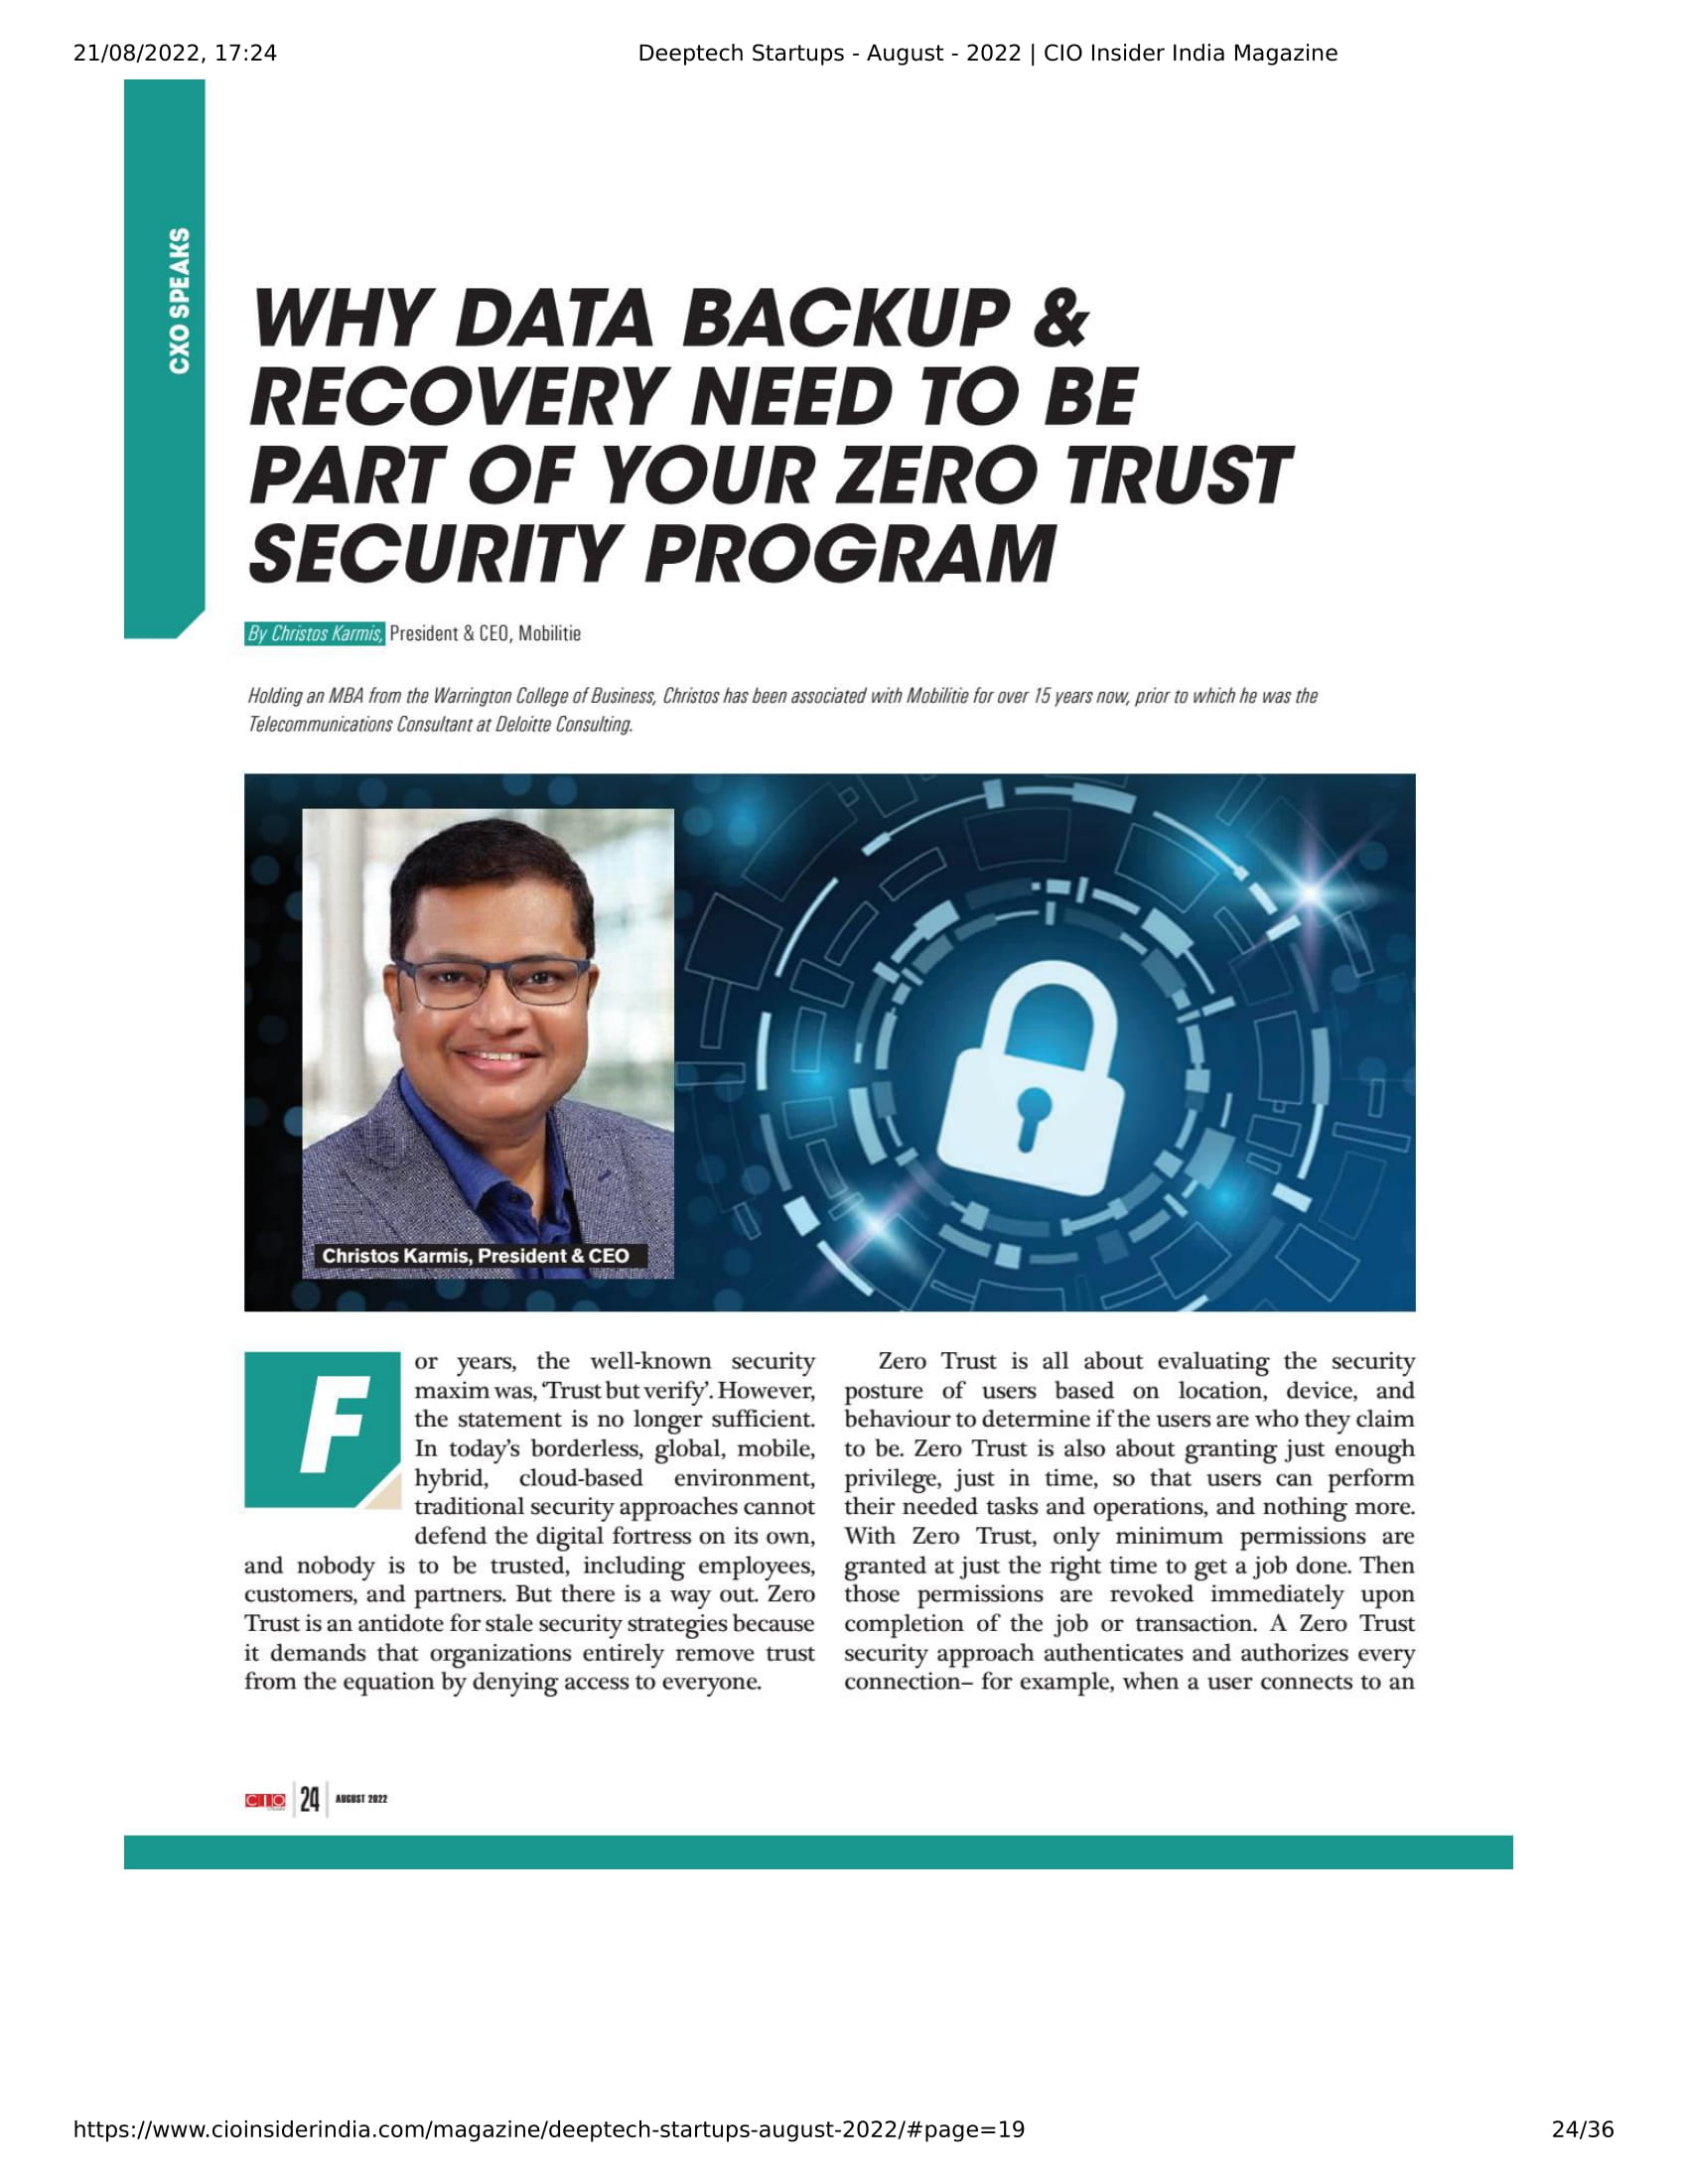 21/08/2022, 17:24
Deeptech Startups - August - 2022 | CIO Insider India Magazine
CXO SPEAKS
WHY DATA BACKUP &
RECOVERY NEED TO BE
PART OF YOUR ZERO TRUST
SECURITY PROGRAM
By Christos Karmis, President & CEO, Mobilitie
Holding an MBA from the Warrington College of Business, Christos has been associated with Mobilitie for over 15 years now, prior to which he was the
Telecommunications Consultant at Deloitte Consulting.
Christos Karmis, President & CEO
F
or years, the well-known security
maxim was, ‘Trust but verify’. However,
the statement is no longer sufficient.
In today’s borderless, global, mobile,
hybrid, cloud-based environment,
traditional security approaches cannot
defend the digital fortress on its own,
and nobody is to be trusted, including employees,
customers, and partners. But there is a way out. Zero
Trust is an antidote for stale security strategies because
it demands that organizations entirely remove trust
from the equation by denying access to everyone.
Zero Trust is all about evaluating the security
posture of users based on location, device, and
behaviour to determine if the users are who they claim
to be. Zero Trust is also about granting just enough
privilege, just in time, so that users can perform
their needed tasks and operations, and nothing more.
With Zero Trust, only minimum permissions are
granted at just the right time to get a job done. Then
those permissions are revoked immediately upon
completion of the job or transaction. A Zero Trust
security approach authenticates and authorizes every
connection– for example, when a user connects to an
CIO
24
AUGUST 2022
https://www.cioinsiderindia.com/magazine/deeptech-startups-august-2022/#page=19
24/36